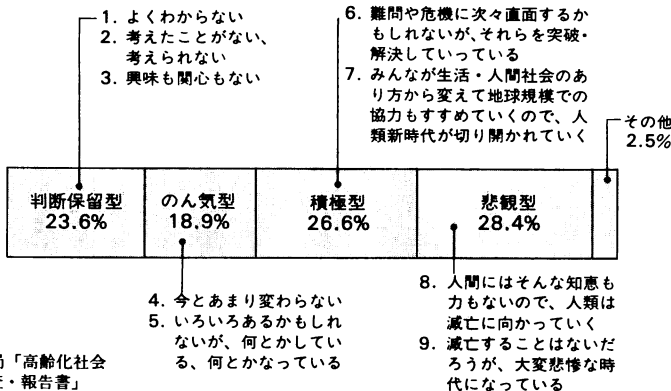 1. よくわからない
2. 考えたことがない、
考えられない
3. 興味も関心もない
6. 難問や危機に次々直面するか
もしれないが、それらを突破・
解決していっている
7. みんなが生活・人間社会のあ
り方から変えて地球規模での
協力もすすめていくので、人
類新時代が切り開かれていく
その他
2.5%
判断保留型
23.6%
のん気型
18.9%
積極型
26.6%
悲観型
28.4%
4. 今とあまり変わらない
5. いろいろあるかもしれ
ないが、何とかしてい
る、何とかなっている
8. 人間にはそんな知恵も
力もないので、人類は
滅亡に向かっていく
9. 滅亡することはないだ
ろうが、大変悲惨な時
代になっている
「高齢化社会
・報告書」